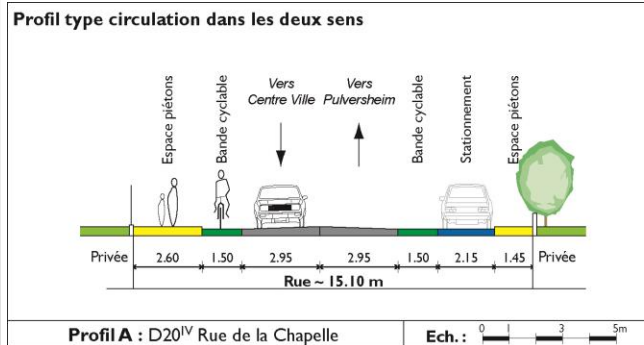 Profil type circulation dans les deux sens
Espace piétons
Bande cyclable
Vers
Centre Ville
Vers
Pulversheim
Bande cyclable
Stationnement
Espace piétons
Privée
2.60
1.50
2.95
2.95
1.50
2.15
1.45
Privée
Rue ~ 15.10 m
Profil A : D20IV Rue de la Chapelle
Ech. :
0 1 3 5m